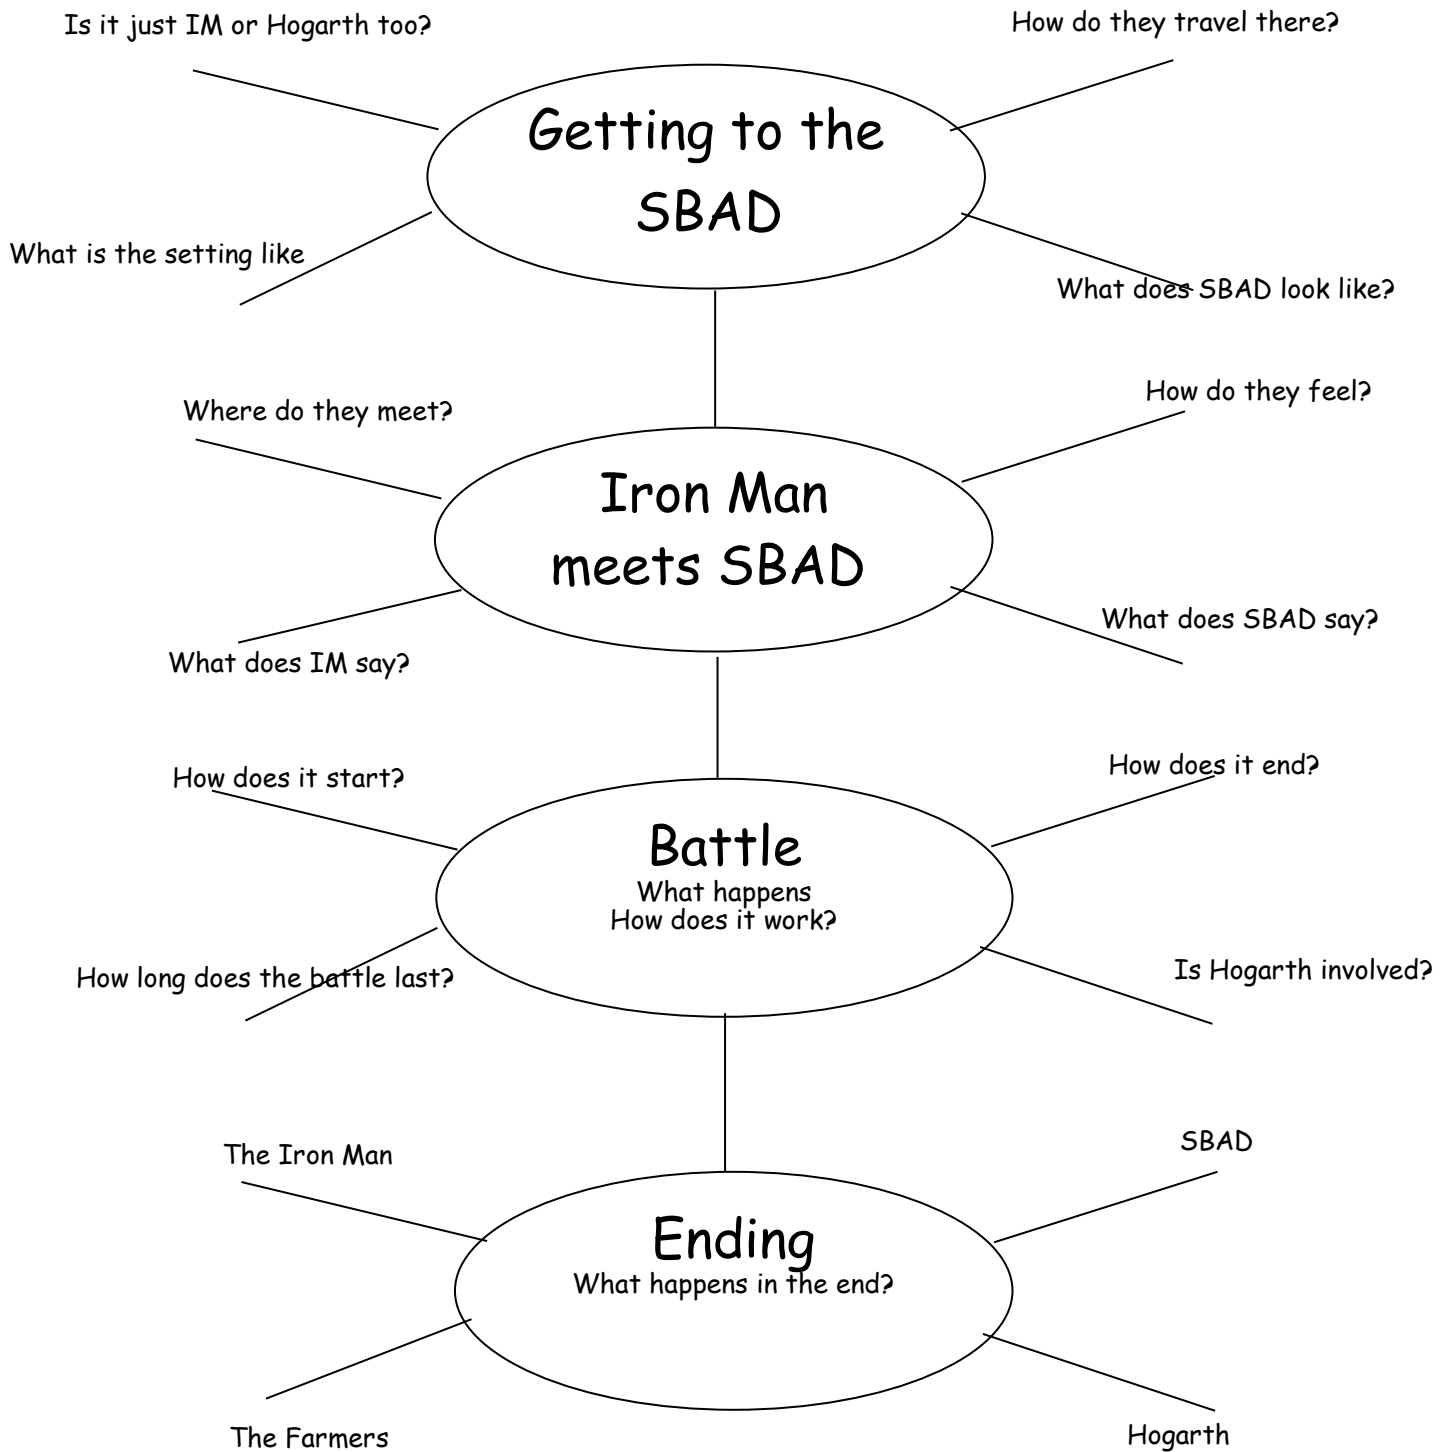 Is it just IM or Hogarth too?
How do they travel there?
Getting to the
SBAD
What is the setting like
What does SBAD look like?
Where do they meet?
How do they feel?
Iron Man
meets SBAD
What does IM say?
What does SBAD say?
How does it start?
How does it end?
Battle
What happens
How does it work?
How long does the battle last?
Is Hogarth involved?
The Iron Man
SBAD
Ending
What happens in the end?
The Farmers
Hogarth